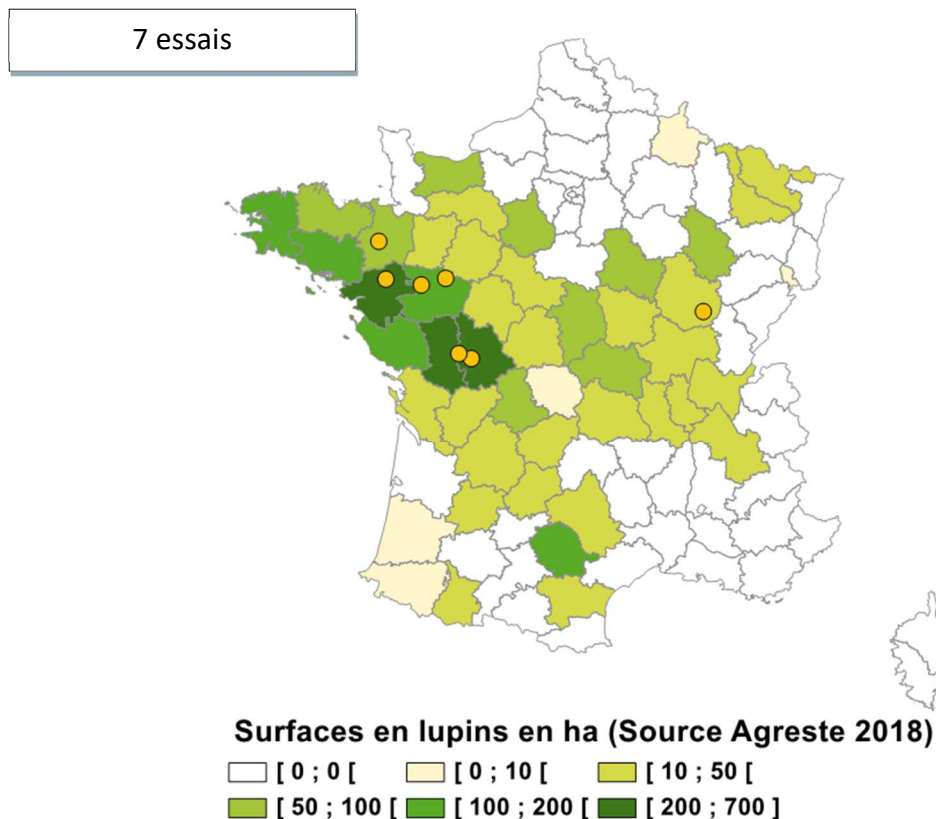 7 essais
Surfaces en lupins en ha (Source Agreste 2018)
[ 0 ; 0 [ [ 0 ; 10 [ [ 10 ; 50 [
[ 50 ; 100 [ [ 100 ; 200 [ [ 200 ; 700 ]